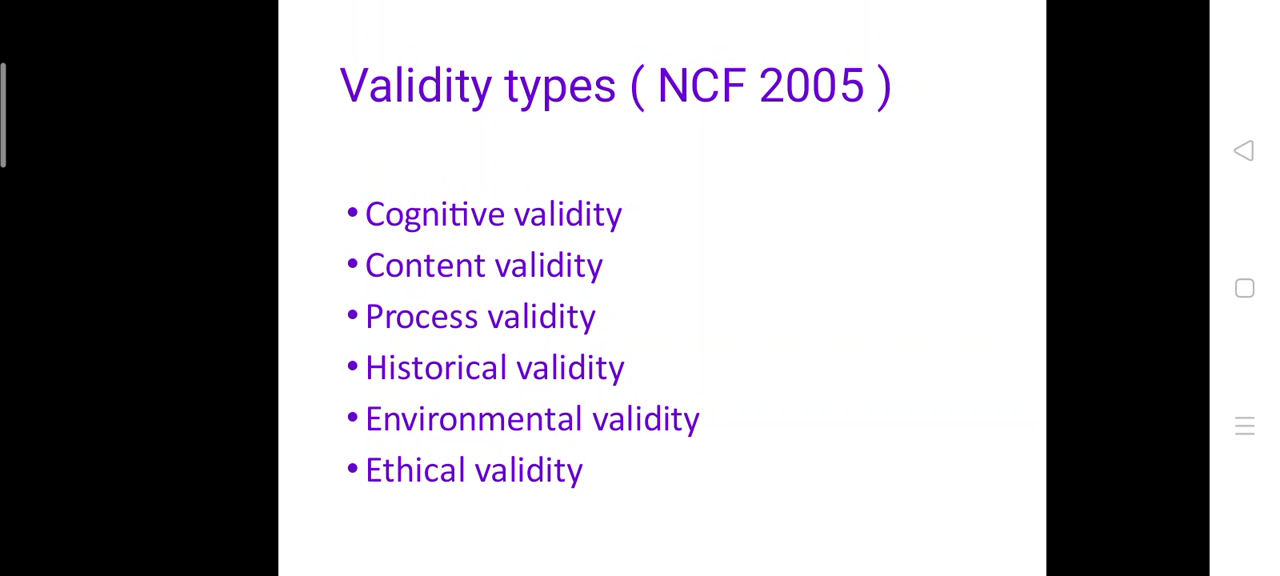 Validity types ( NCF 2005 )
• Cognitive validity
• Content validity
• Process validity
• Historical validity
• Environmental validity
• Ethical validity